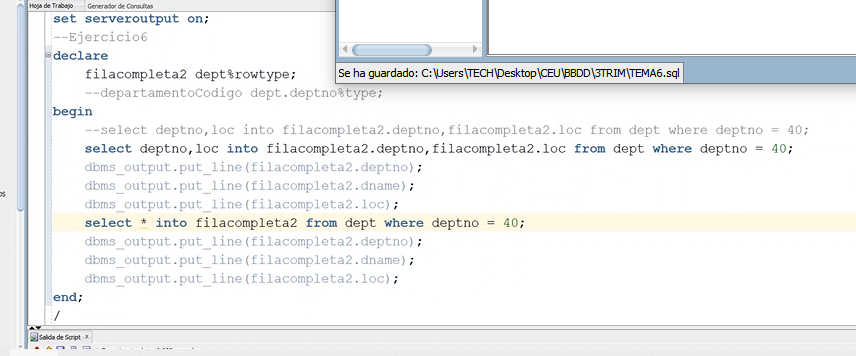 Hoja de Trabajo Generador de Consultas
set serveroutput on;
--Ejercicio6
declare
filacompleta2 dept%rowtype;
Se ha guardado: C:\Users\TECH\Desktop\CEU\BBDD\3TRIM\TEMA6.sql
--departamentoCodigo dept.deptno%type;
begin
--select deptno,loc into filacompleta2.deptno,filacompleta2.loc from dept where deptno = 40;
select deptno,loc into filacompleta2.deptno,filacompleta2.loc from dept where deptno = 40;
dbms_output.put_line(filacompleta2.deptno);
dbms_output.put_line(filacompleta2.dname);
dbms_output.put_line(filacompleta2.loc);
select * into filacompleta2 from dept where deptno = 40;
dbms_output.put_line(filacompleta2.deptno);
dbms_output.put_line(filacompleta2.dname);
dbms_output.put_line(filacompleta2.loc);
end;
/
Salida de Script x